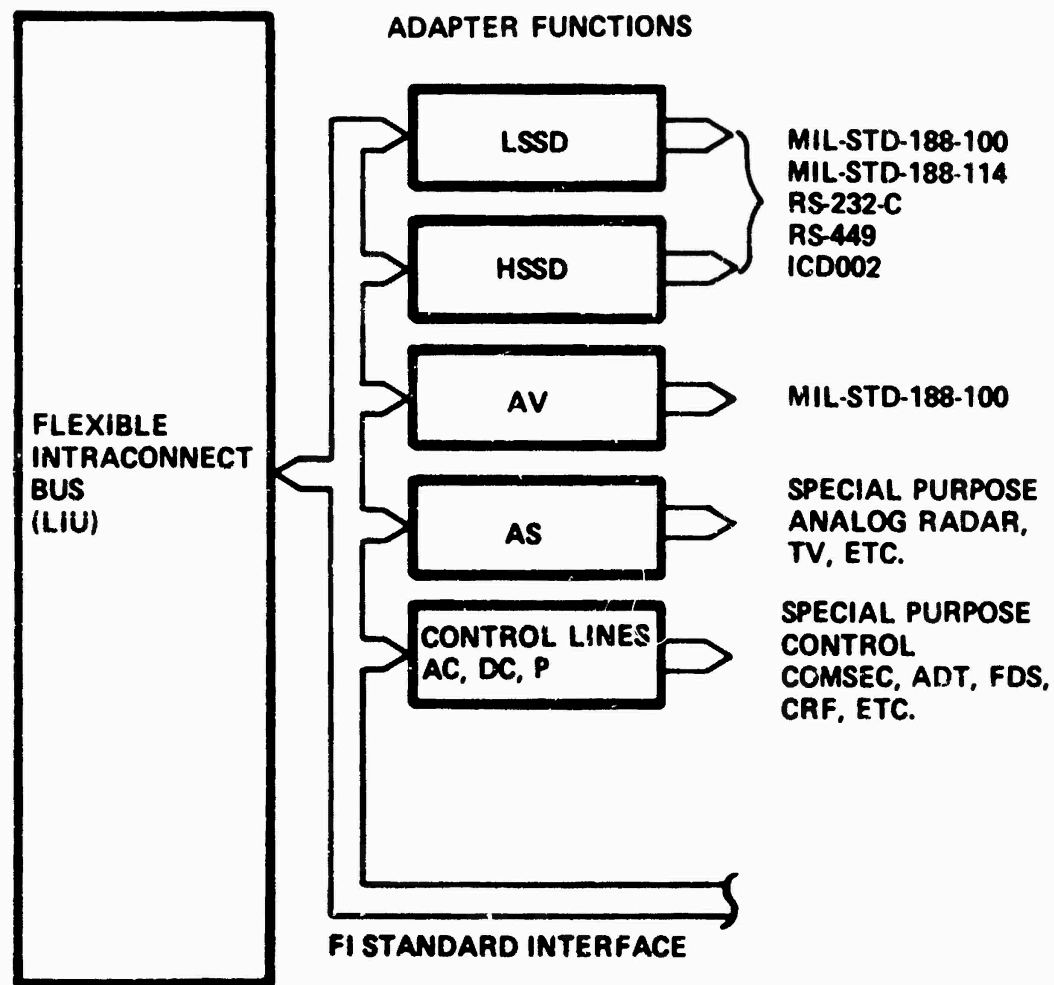 ADAPTER FUNCTIONS
LSSD
MIL-STD-188-100
MIL-STD-188-114
RS-232-C
RS-449
ICD002
HSSD
AV
MIL-STD-188-100
FLEXIBLE
INTRACONNECT
BUS
(LIU)
AS
SPECIAL PURPOSE
ANALOG RADAR,
TV, ETC.
CONTROL LINES
AC, DC, P
SPECIAL PURPOSE
CONTROL
COMSEC, ADT, FDS,
CRF, ETC.
FI STANDARD INTERFACE